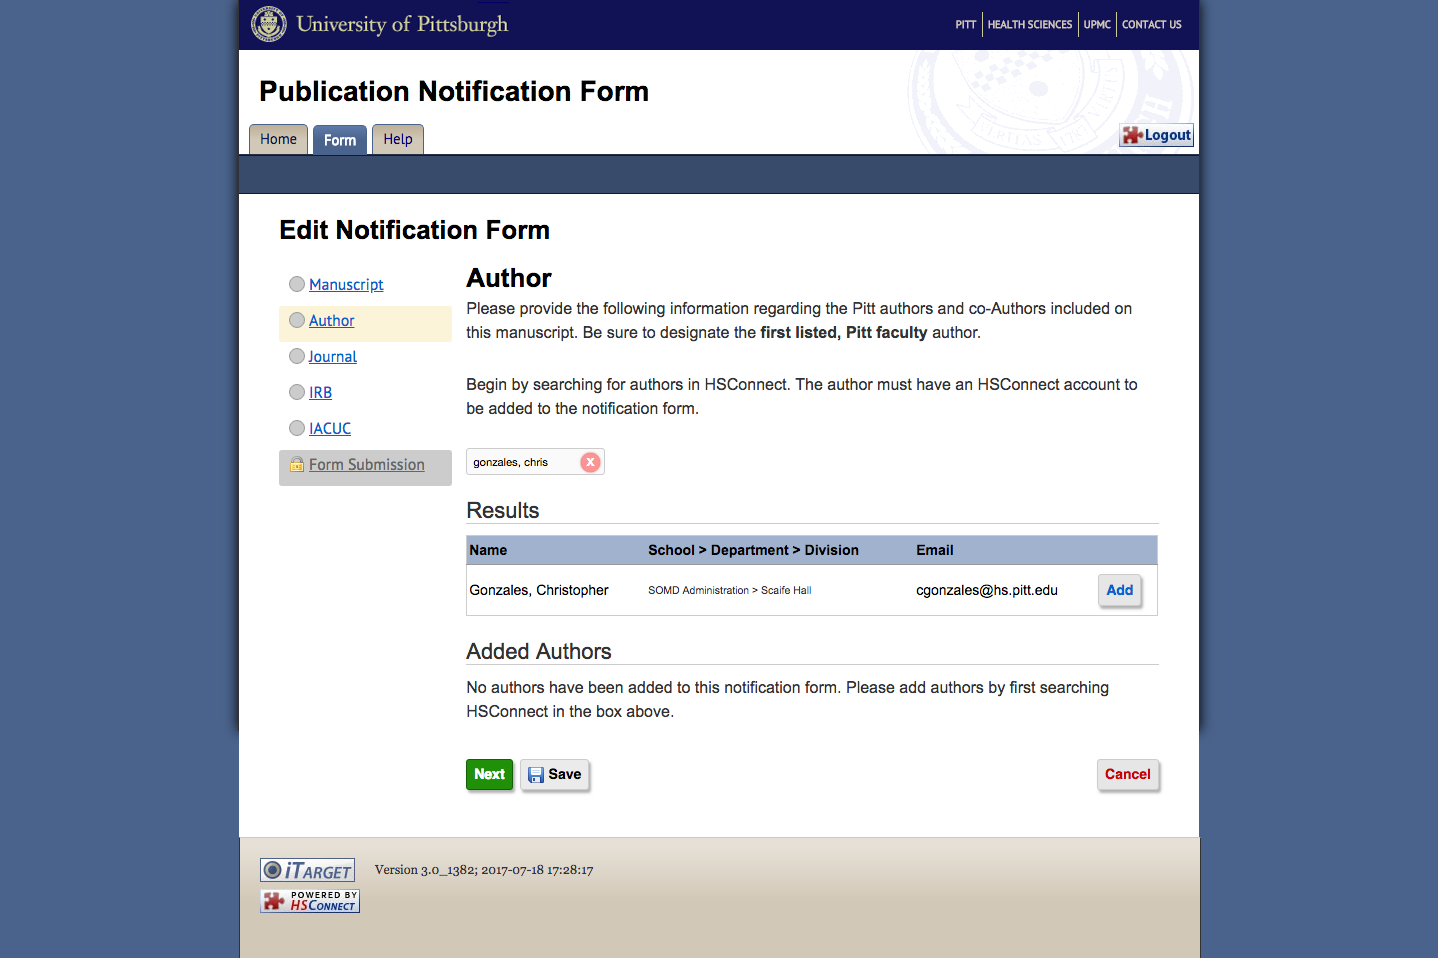 University of Pittsburgh
PITT
HEALTH SCIENCES
UPMC
CONTACT US
Publication Notification Form
Home
Form
Help
Logout
Edit Notification Form
Manuscript
Author
Journal
IRB
IACUC
Form Submission
Author
Please provide the following information regarding the Pitt authors and co-Authors included on
this manuscript. Be sure to designate the first listed, Pitt faculty author.
Begin by searching for authors in HSConnect. The author must have an HSConnect account to
be added to the notification form.
gonzales, chris
X
Results
Name School > Department > Division Email
Gonzales, Christopher SOMD Administration > Scaife Hall cgonzales@hs.pitt.edu Add
Added Authors
No authors have been added to this notification form. Please add authors by first searching
HSConnect in the box above.
Next
Save
Cancel
iTARGET
Version 3.0_1382; 2017-07-18 17:28:17
POWERED BY
HSCONNECT